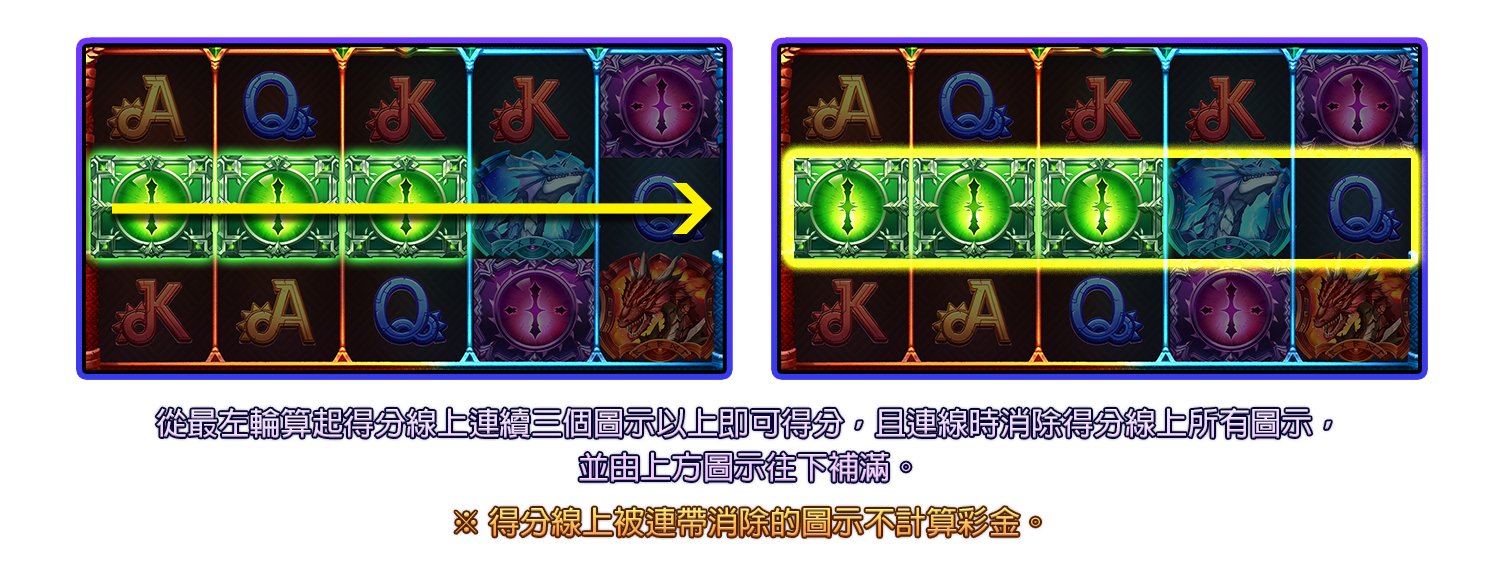 A Q K K
Q
K A Q
A Q K K
Q
K A Q
從最左輪算起得分線上連續三個圖示以上即可得分，且連線時消除得分線上所有圖示，
並由上方圖示往下補滿。
※ 得分線上被連帶消除的圖示不計算彩金。